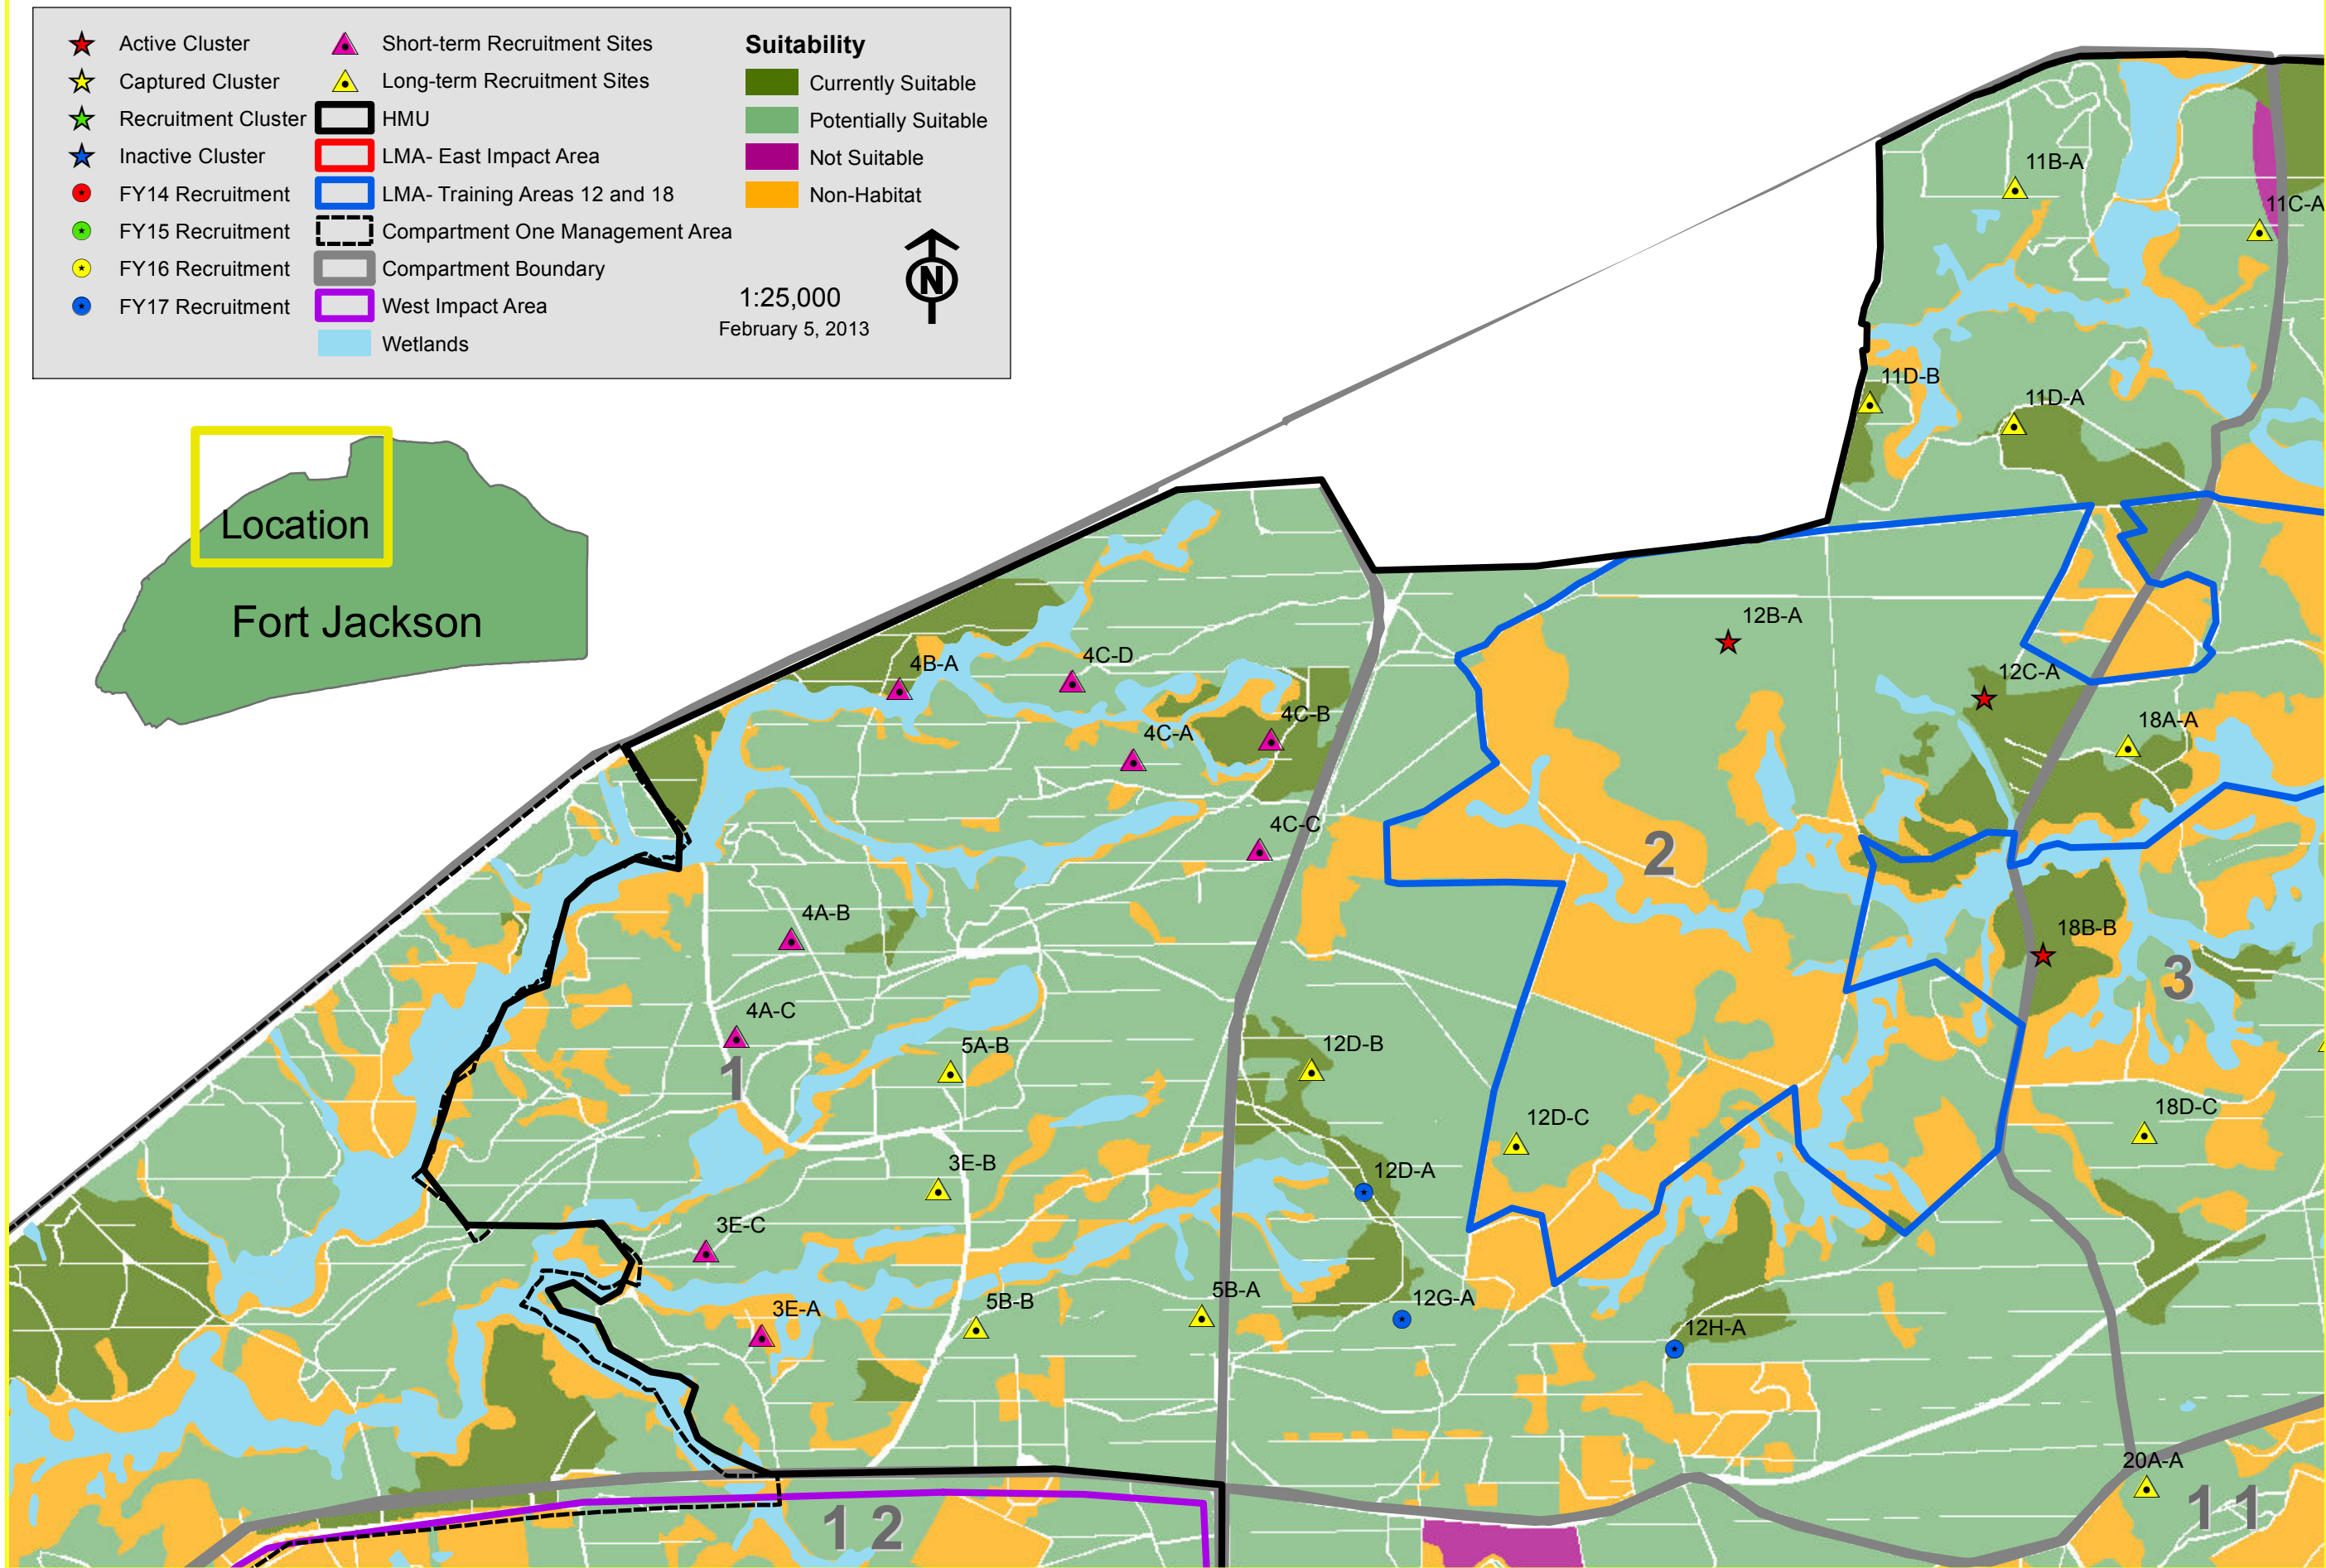 Active Cluster
Captured Cluster
Recruitment Cluster
Inactive Cluster
FY14 Recruitment
FY15 Recruitment
FY16 Recruitment
FY17 Recruitment
Short-term Recruitment Sites
Long-term Recruitment Sites
HMU
LMA- East Impact Area
LMA- Training Areas 12 and 18
Compartment One Management Area
Compartment Boundary
West Impact Area
Wetlands
Suitability
Currently Suitable
Potentially Suitable
Not Suitable
Non-Habitat
N
1:25,000
February 5, 2013
Location
Fort Jackson
11B-A
11C-A
11D-B
11D-A
12B-A
12C-A
4B-A
4C-D
4C-B
4C-A
18A-A
4C-C
2
4A-B
18B-B
3
4A-C
5A-B
12D-B
1
12D-C
18D-C
3E-B
12D-A
3E-C
5B-A
5B-B
3E-A
12G-A
12H-A
20A-A
11
12